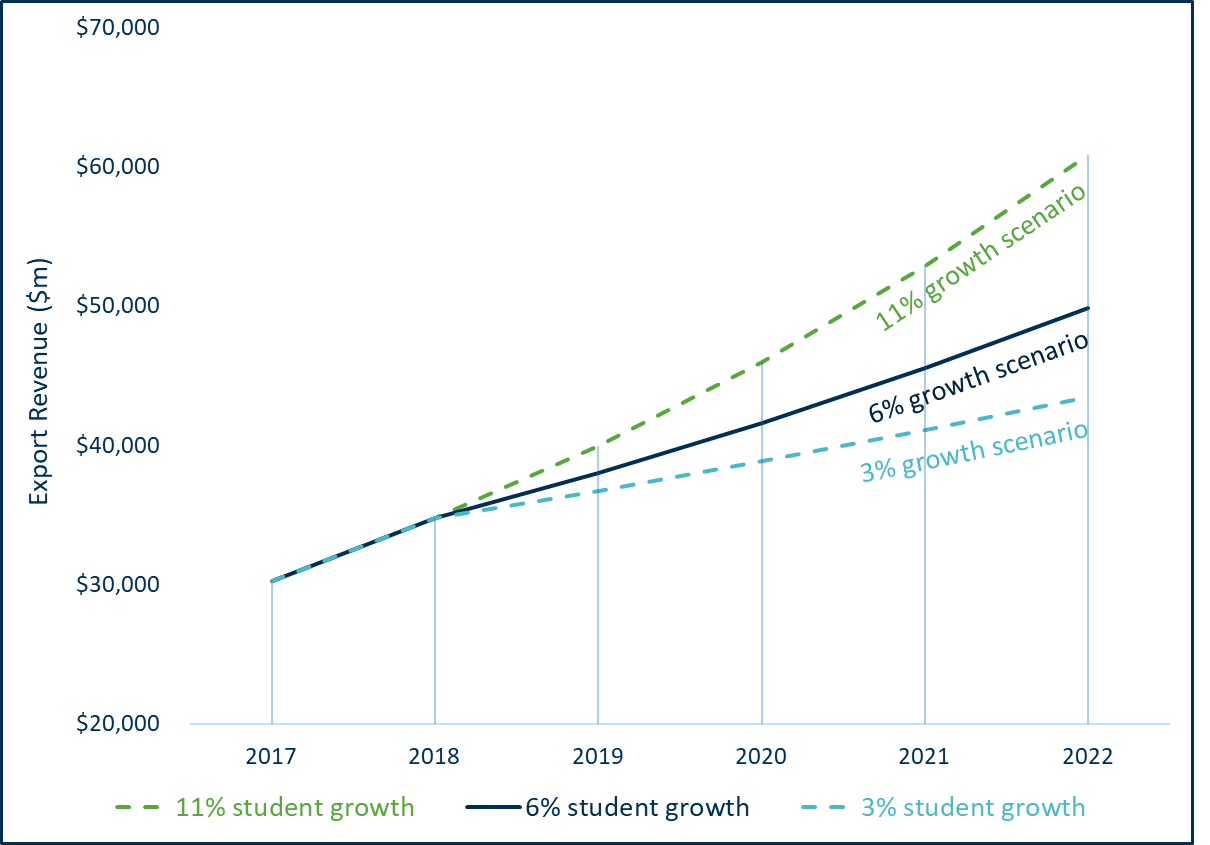 $70,000
$60,000
$50,000
$40,000
$30,000
$20,000
Export Revenue ($m)
11% growth scenario
6% growth scenario
3% growth scenario
2017 2018 2019 2020 2021 2022
11% student growth 6% student growth 3% student growth